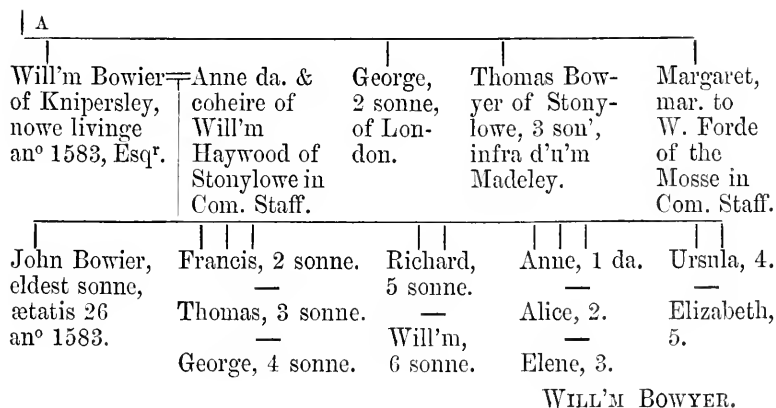 A
Will'm Bowier
of Knipersley,
nowe livinge
anº 1583, Esqʳ.
Anne da. &
coheire of
Will'm
Haywood of
Stonylowe in
Com. Staff.
George,
2 sonne,
of Lon-
don.
Thomas Bow-
yer of Stony-
lowe, 3 son',
infra d'n'm
Madeley.
Margaret,
mar. to
W. Forde
of the
Mosse in
Com. Staff.
John Bowier,
eldest sonne,
ætatis 26
anº 1583.
Francis, 2 sonne.
—
Thomas, 3 sonne.
—
George, 4 sonne.
Richard,
5 sonne.
—
Will'm,
6 sonne.
Anne, 1 da.
—
Alice, 2.
—
Elene, 3.
Ursula, 4.
—
Elizabeth,
5.
WILL'M BOWYER.